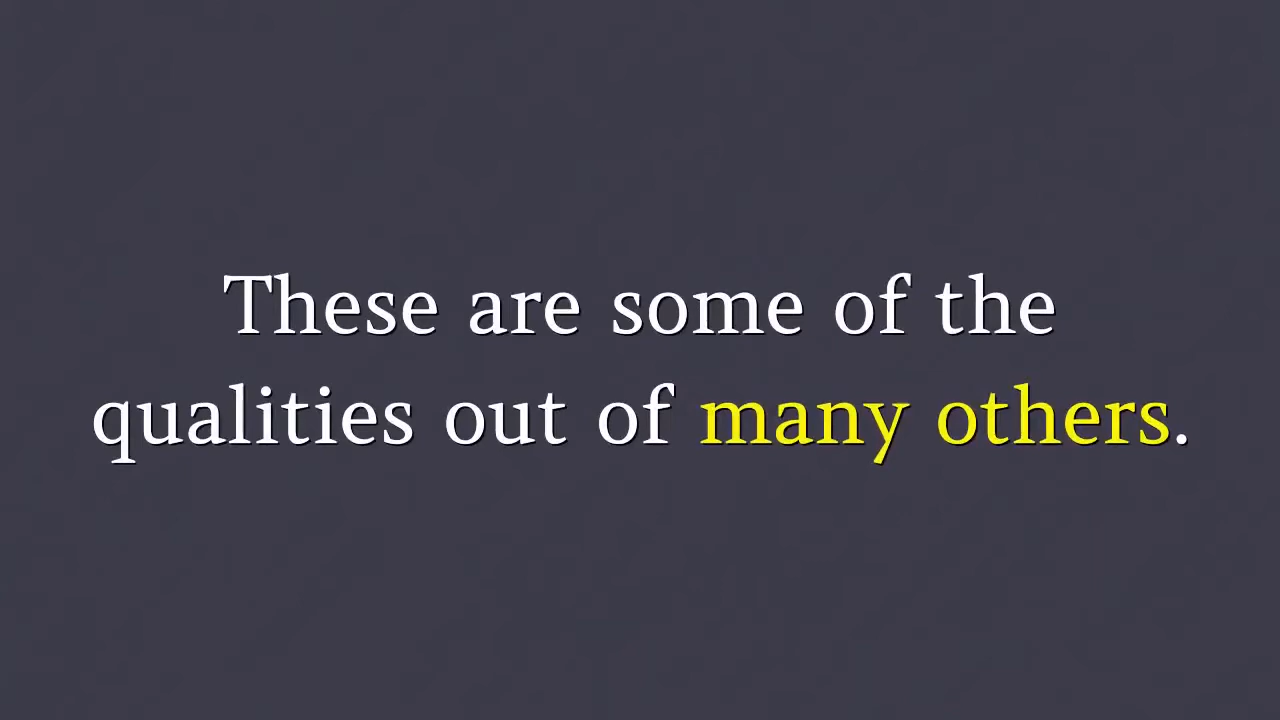 These are some of the
qualities out of many others.